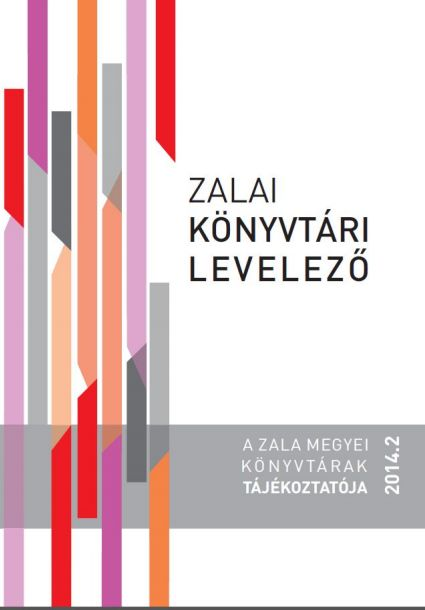 ZALAI
KÖNYVTÁRI
LEVELEZŐ
A ZALA MEGYEI
KÖNYVTÁRAK
TÁJÉKOZTATÓJA
2014.2